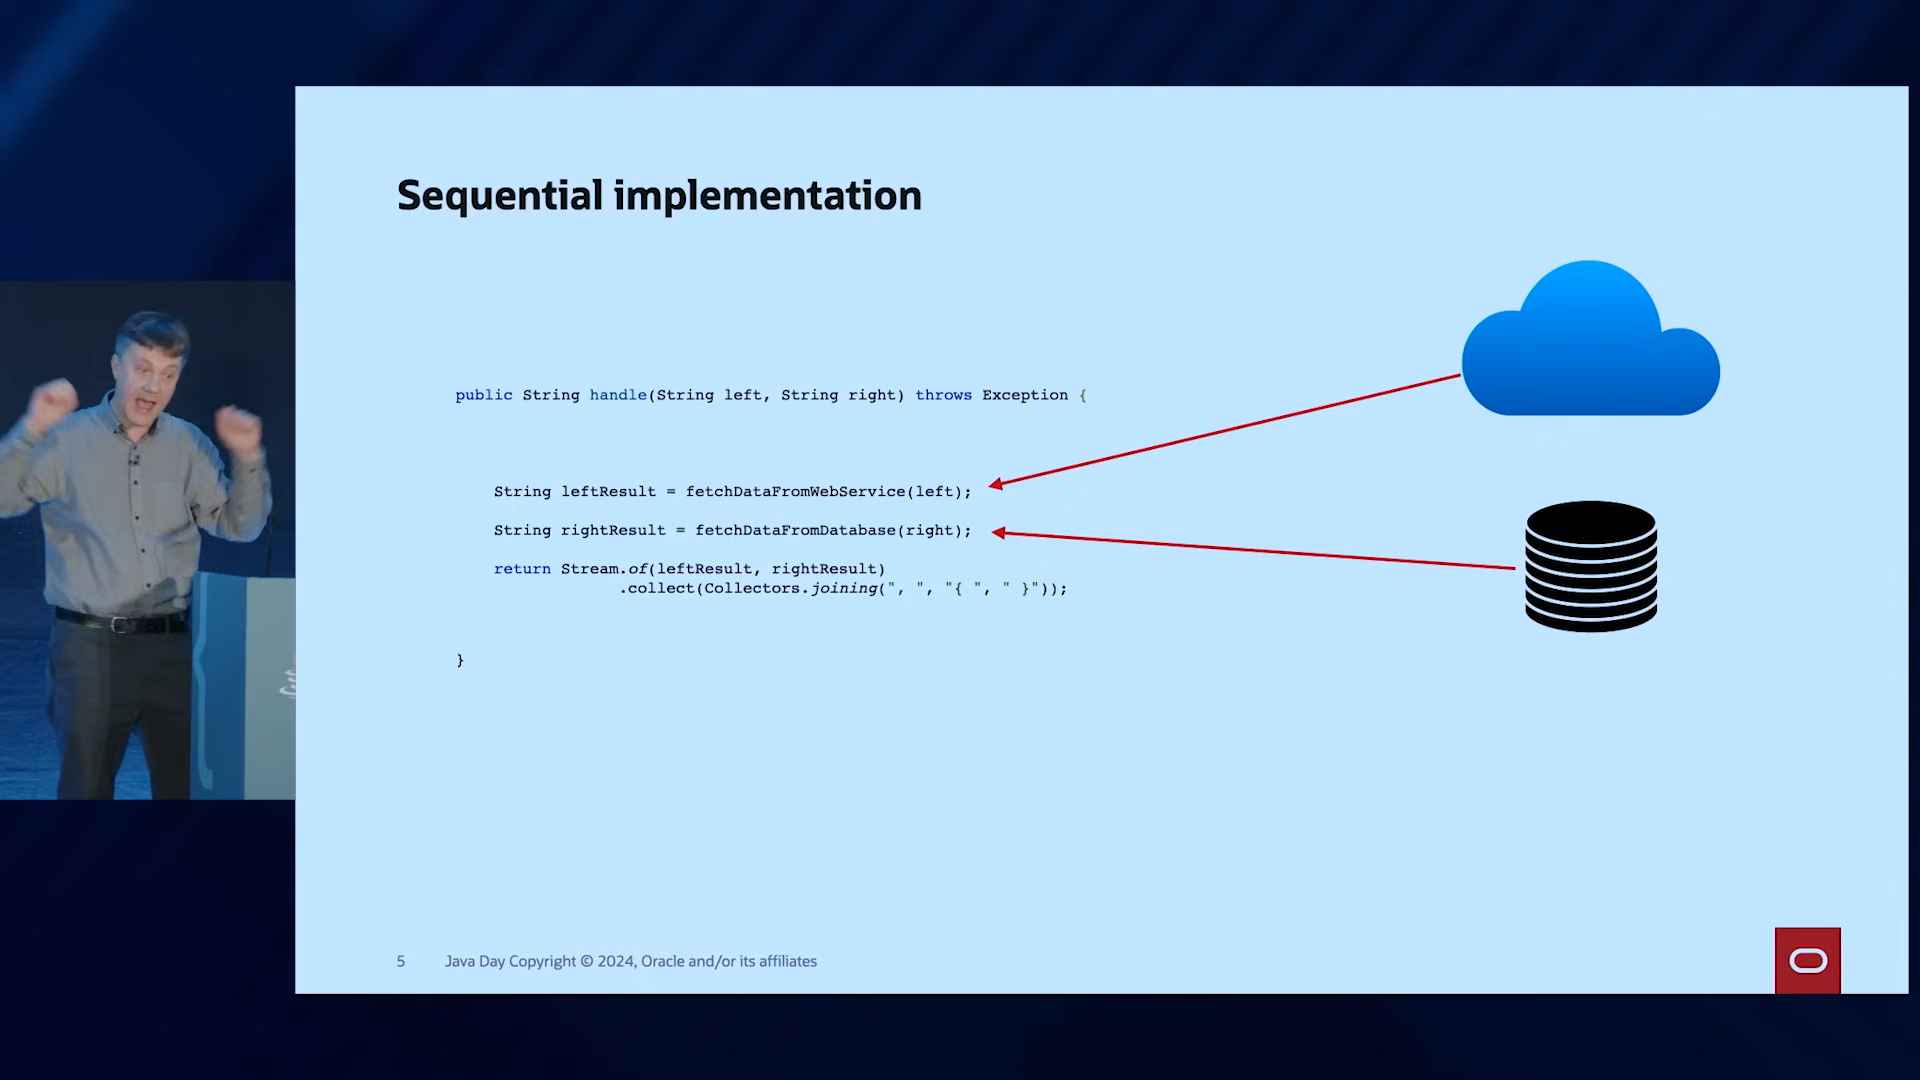 Sequential implementation
public String handle(String left, String right) throws Exception {
String leftResult = fetchDataFromWebService(left);
String rightResult = fetchDataFromDatabase(right);
return Stream.of(leftResult, rightResult)
.collect(Collectors.joining(", ", "{ ", " }"));
}
5 Java Day Copyright © 2024, Oracle and/or its affiliates